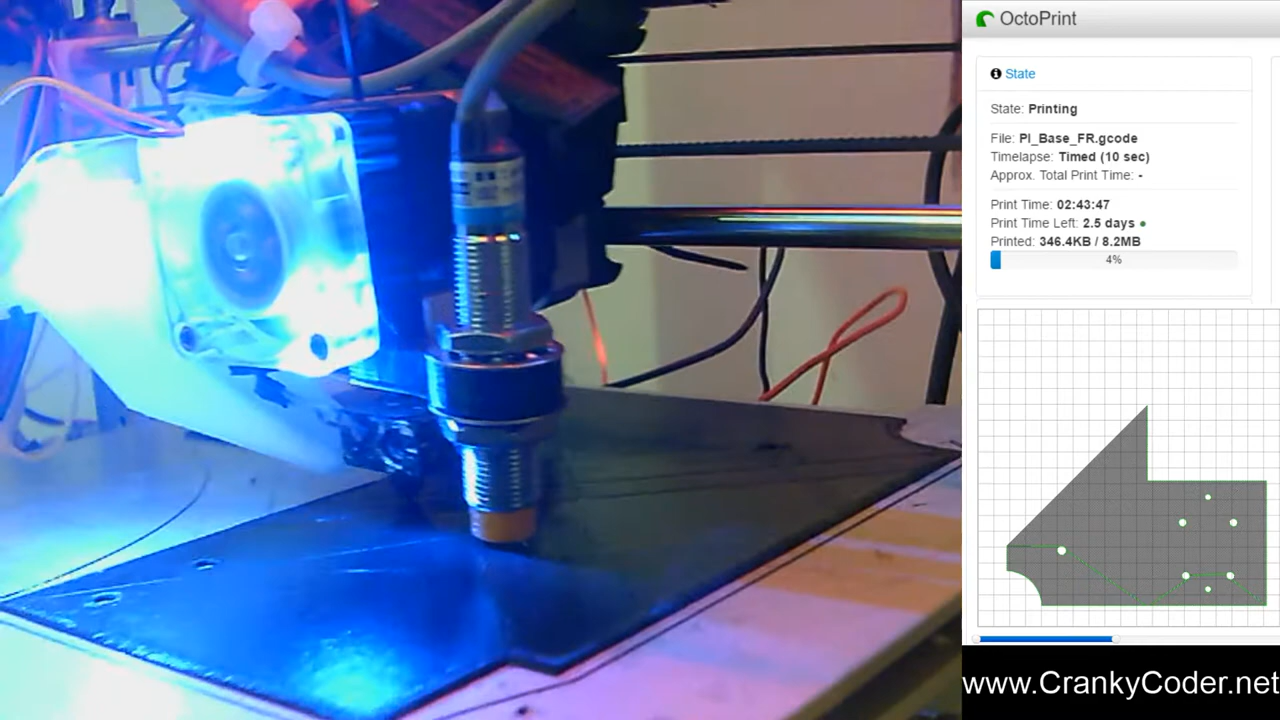 OctoPrint
State
State: Printing
File: PI_Base_FR.gcode
Timelapse: Timed (10 sec)
Approx. Total Print Time: -
Print Time: 02:43:47
Print Time Left: 2.5 days
Printed: 346.4KB / 8.2MB
4%
www.CrankyCoder.net